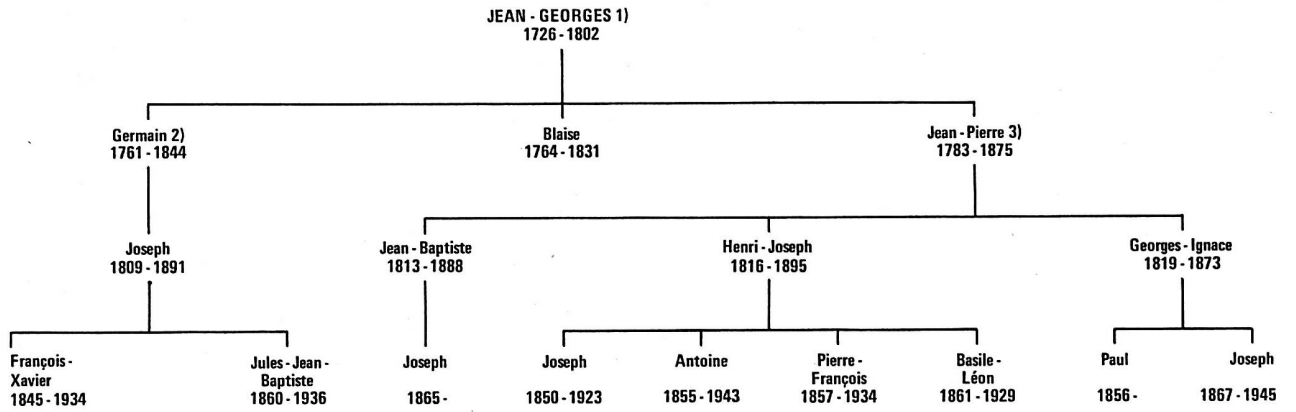 JEAN - GEORGES 1)
1726 - 1802
Germain 2)
1761 - 1844
Blaise
1764 - 1831
Jean - Pierre 3)
1783 - 1875
Joseph
1809 - 1891
Jean - Baptiste
1813 - 1888
Henri - Joseph
1816 - 1895
Georges - Ignace
1819 - 1873
François -
Xavier
1845 - 1934
Jules - Jean -
Baptiste
1860 - 1936
Joseph
1865 -
Joseph
1850 - 1923
Antoine
1855 - 1943
Pierre -
François
1857 - 1934
Basile -
Léon
1861 - 1929
Paul
1856 -
Joseph
1867 - 1945